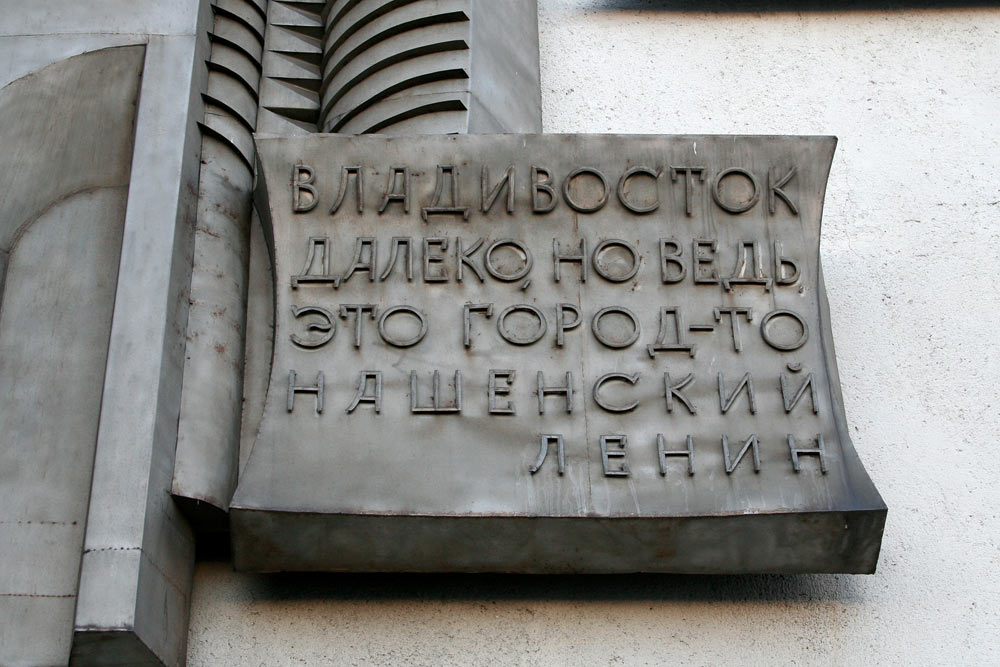 ВЛАДИВОСТОК
ДАЛЕКО, НО ВЕДЬ,
ЭТО ГОРОД-ТО
НАШЕНСКИЙ
ЛЕНИН